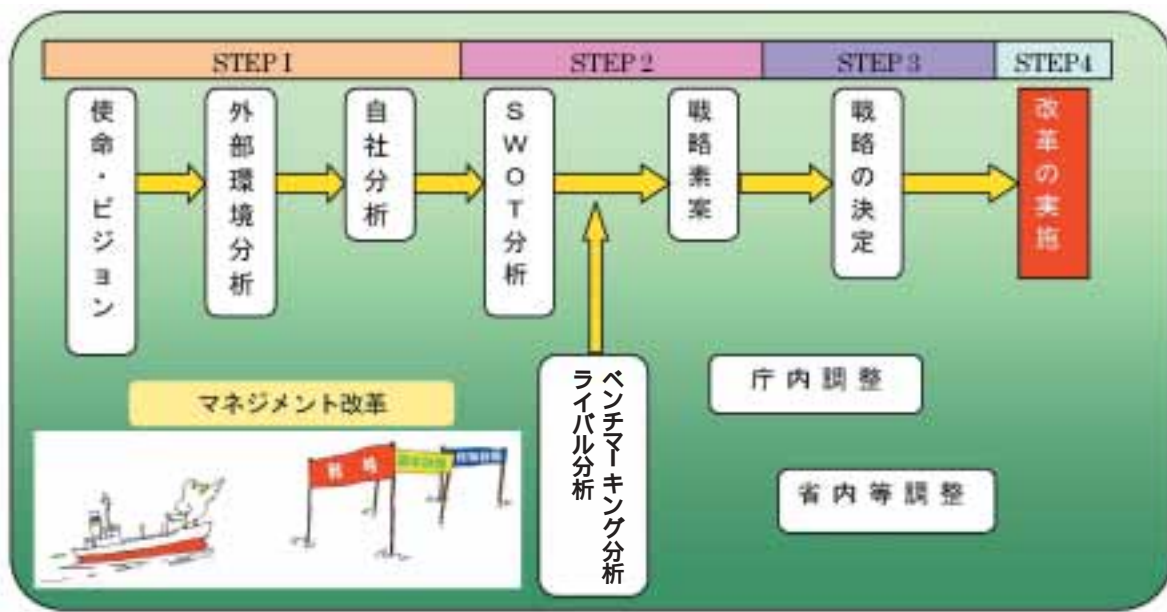 STEP 1
STEP 2
STEP 3
STEP4
使命・ビジョン
外部環境分析
自社分析
SWOT分析
戦略素案
戦略の決定
改革の実施
ベンチマーキング分析
ライバル分析
庁内調整
省内等調整
マネジメント改革
戦略